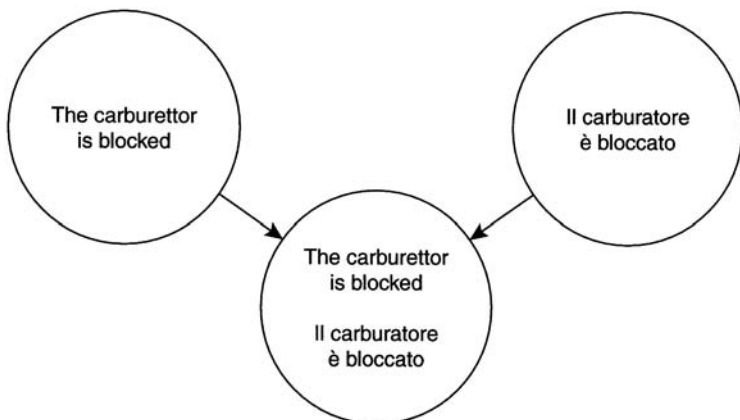 The carburettor
is blocked
Il carburatore
è bloccato
The carburettor
is blocked
Il carburatore
è bloccato